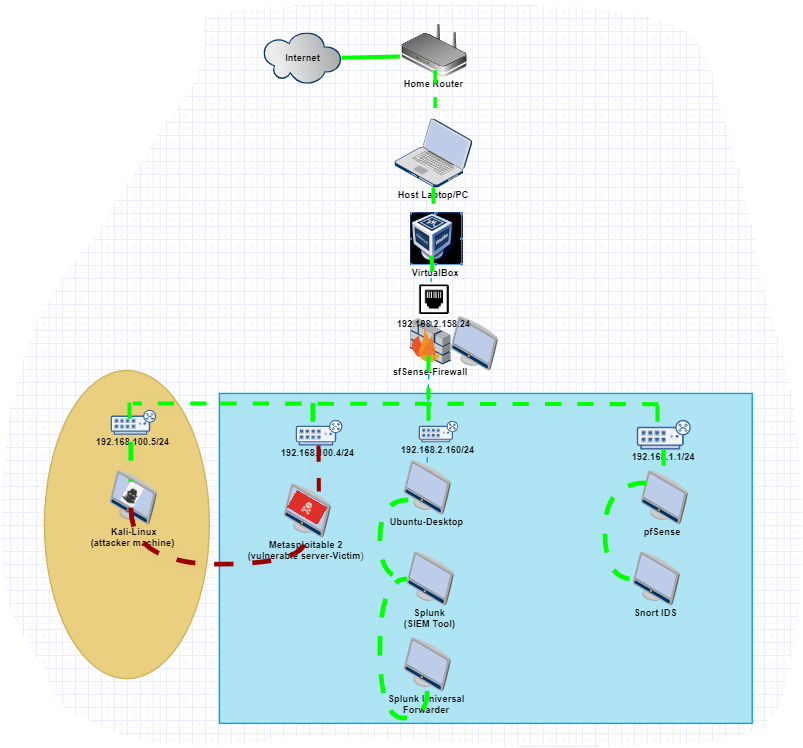 Internet
Home Router
Host Laptop/PC
VirtualBox
192.168.2.158.24
sfSense-Firewall
192.168.100.5/24
192.168.100.4/24
192.168.2.160/24
192.168.1.1/24
Kali-Linux
(attacker machine)
Metasploitable 2
(vulnerable server-Victim)
Ubuntu-Desktop
pfSense
Splunk
(SIEM Tool)
Snort IDS
Splunk Universal
Forwarder